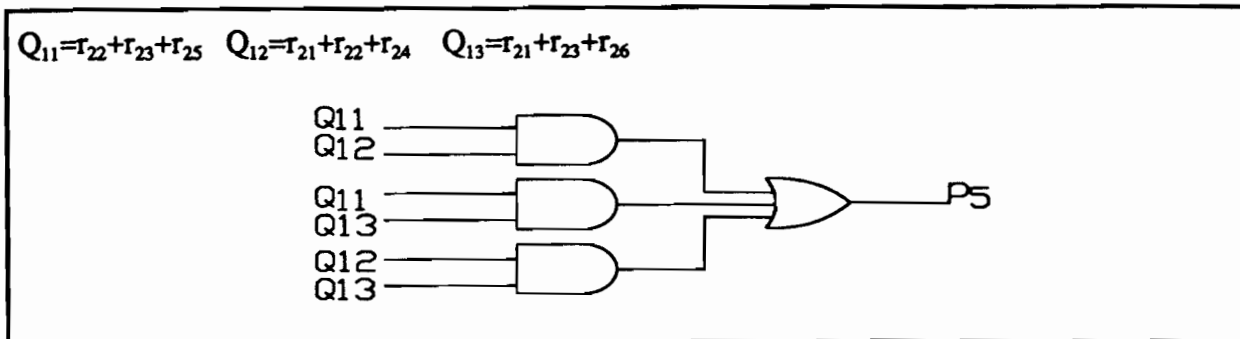 Q₁₁=r₂₂+r₂₃+r₂₅ Q₁₂=r₂₁+r₂₂+r₂₄ Q₁₃=r₂₁+r₂₃+r₂₆
Q11
Q12
Q11
Q13
Q12
Q13
P5